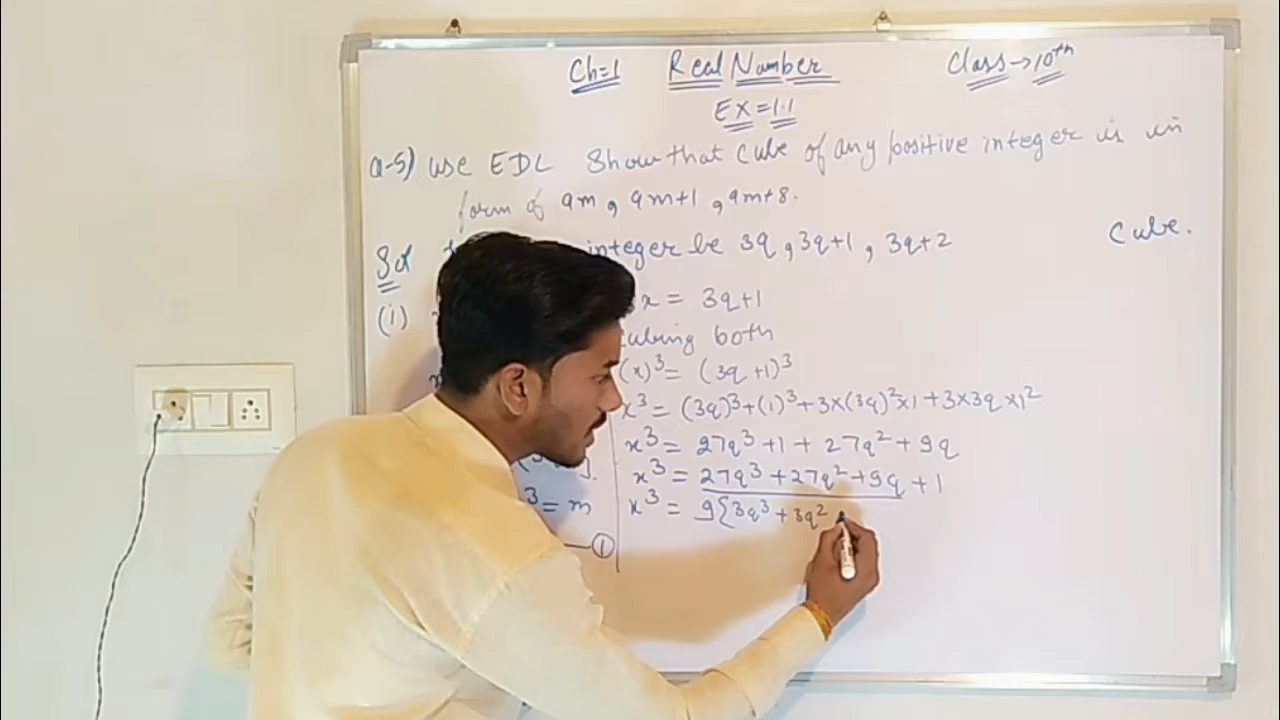 Ch=1 Real Number Class→10th
EX=1.1
Q-5) use EDL Show that cube of any positive integer is in
form of 9m, 9m+1, 9m+8.
Sol integer be 3q, 3q+1, 3q+2 Cube.
(i) x = 3q+1
cubing both
(x)³ = (3q+1)³
x³ = (3q)³+(1)³+3×(3q)²×1+3×3q×1²
x³ = 27q³+1+27q²+9q
x³ = 27q³+27q²+9q+1
³ = m x³ = 9{3q³+3q²
①